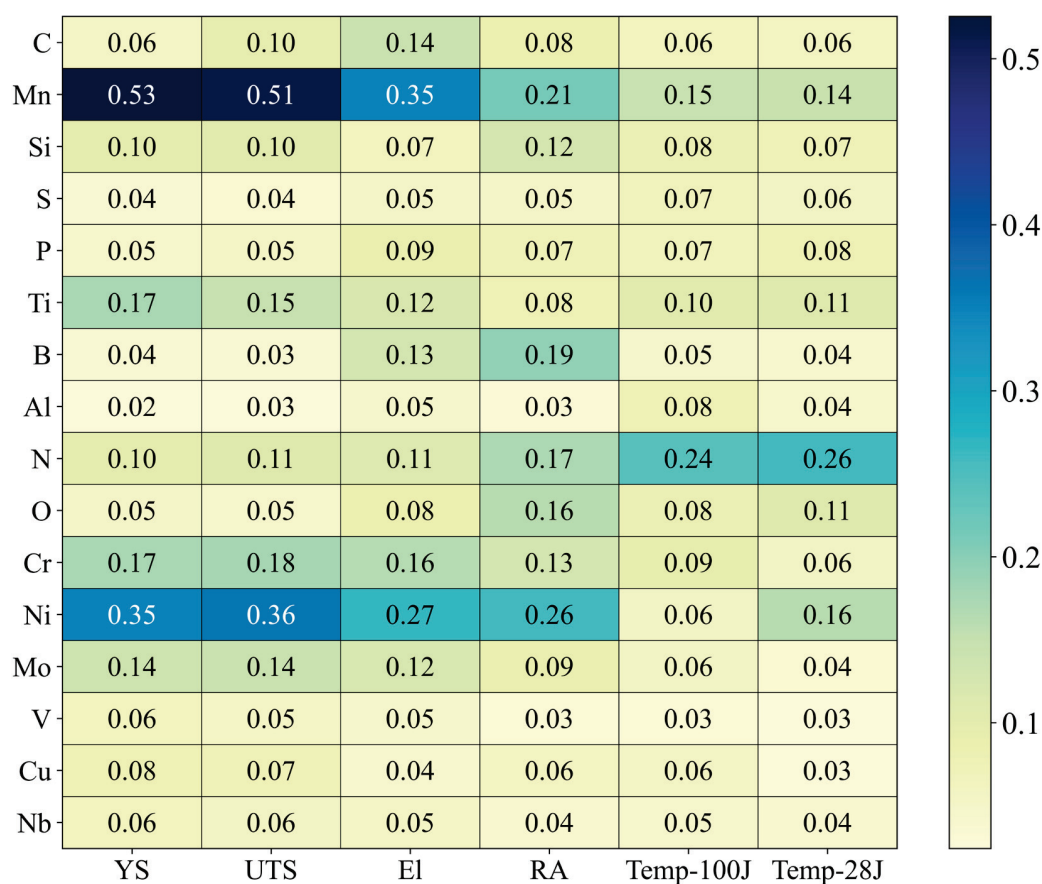 C 0.06 0.10 0.14 0.08 0.06 0.06
Mn 0.53 0.51 0.35 0.21 0.15 0.14
Si 0.10 0.10 0.07 0.12 0.08 0.07
S 0.04 0.04 0.05 0.05 0.07 0.06
P 0.05 0.05 0.09 0.07 0.07 0.08
Ti 0.17 0.15 0.12 0.08 0.10 0.11
B 0.04 0.03 0.13 0.19 0.05 0.04
Al 0.02 0.03 0.05 0.03 0.08 0.04
N 0.10 0.11 0.11 0.17 0.24 0.26
O 0.05 0.05 0.08 0.16 0.08 0.11
Cr 0.17 0.18 0.16 0.13 0.09 0.06
Ni 0.35 0.36 0.27 0.26 0.06 0.16
Mo 0.14 0.14 0.12 0.09 0.06 0.04
V 0.06 0.05 0.05 0.03 0.03 0.03
Cu 0.08 0.07 0.04 0.06 0.06 0.03
Nb 0.06 0.06 0.05 0.04 0.05 0.04
YS UTS El RA Temp-100J Temp-28J
0.5
0.4
0.3
0.2
0.1